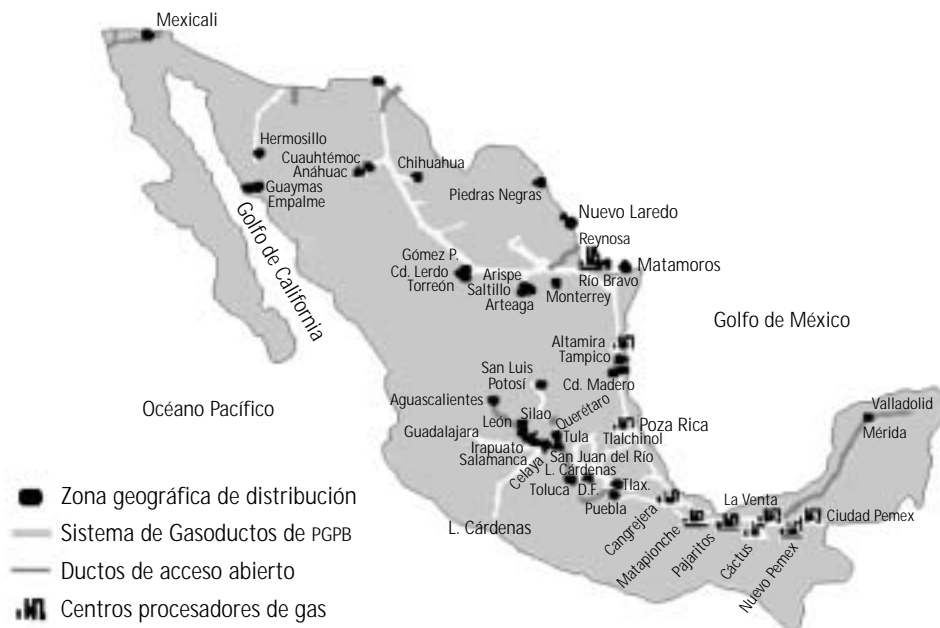 Mexicali
Hermosillo
Cuauhtémoc
Anáhuac
Chihuahua
Guaymas
Empalme
Piedras Negras
Nuevo Laredo
Golfo de California
Reynosa
Gómez P.
Cd. Lerdo
Torreón
Arispe
Saltillo
Arteaga
Monterrey
Río Bravo
Matamoros
Golfo de México
Altamira
Tampico
San Luis
Potosí
Cd. Madero
Océano Pacífico
Aguascalientes
León
Silao
Querétaro
Poza Rica
Valladolid
Guadalajara
Tula
Tlalchinol
Mérida
Irapuato
Salamanca
Celaya
San Juan del Río
L. Cárdenas
Toluca
D.F.
Tlax.
Puebla
La Venta
Ciudad Pemex
L. Cárdenas
Cangrejera
Matapionche
Pajaritos
Cáctus
Nuevo Pemex
Zona geográfica de distribución
Sistema de Gasoductos de PGPB
Ductos de acceso abierto
Centros procesadores de gas